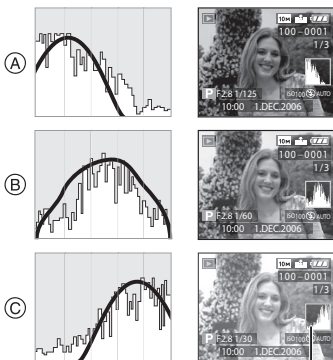 A
10M
100-0001
1/3
P F2.8 1/125 ISO100 AUTO
10:00 1.DEC.2006
B
10M
100-0001
1/3
P F2.8 1/60 ISO100 AUTO
10:00 1.DEC.2006
C
10M
100-0001
1/3
P F2.8 1/30 ISO100 AUTO
10:00 1.DEC.2006